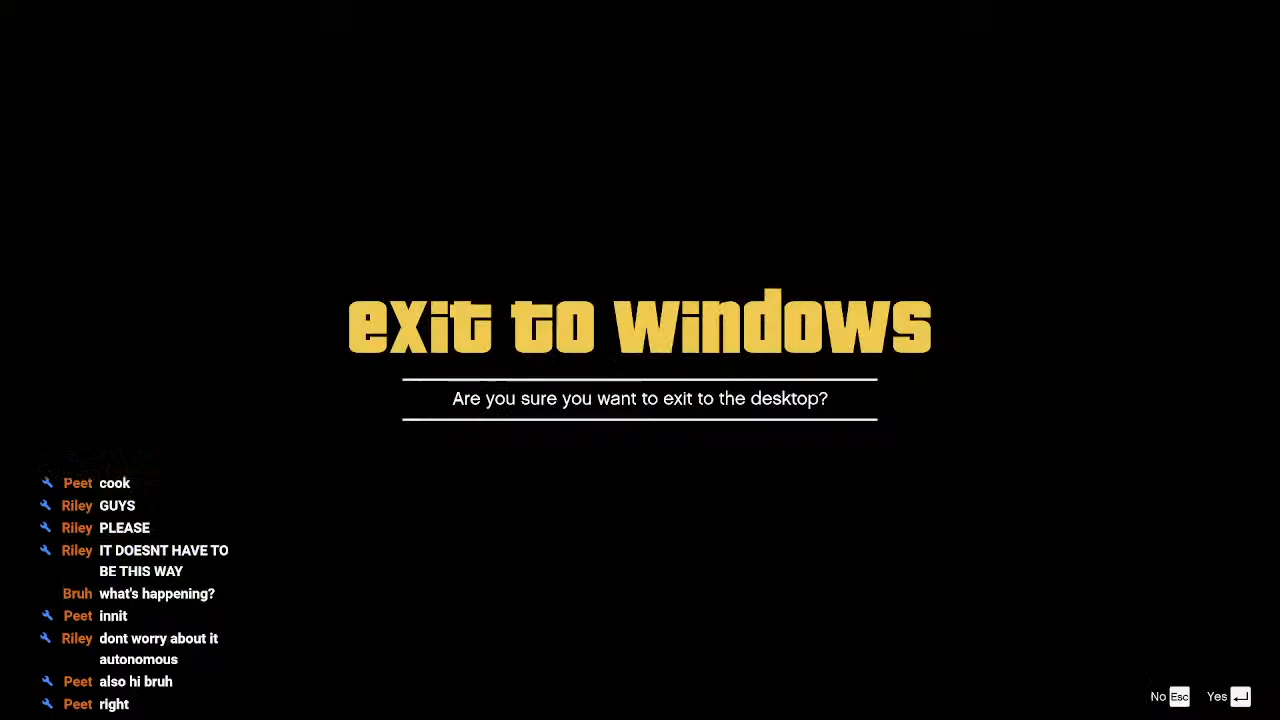 exit to windows
Are you sure you want to exit to the desktop?
Peet cook
Riley GUYS
Riley PLEASE
Riley IT DOESNT HAVE TO
BE THIS WAY
Bruh what's happening?
Peet innit
Riley dont worry about it
autonomous
Peet also hi bruh
Peet right
No Esc Yes